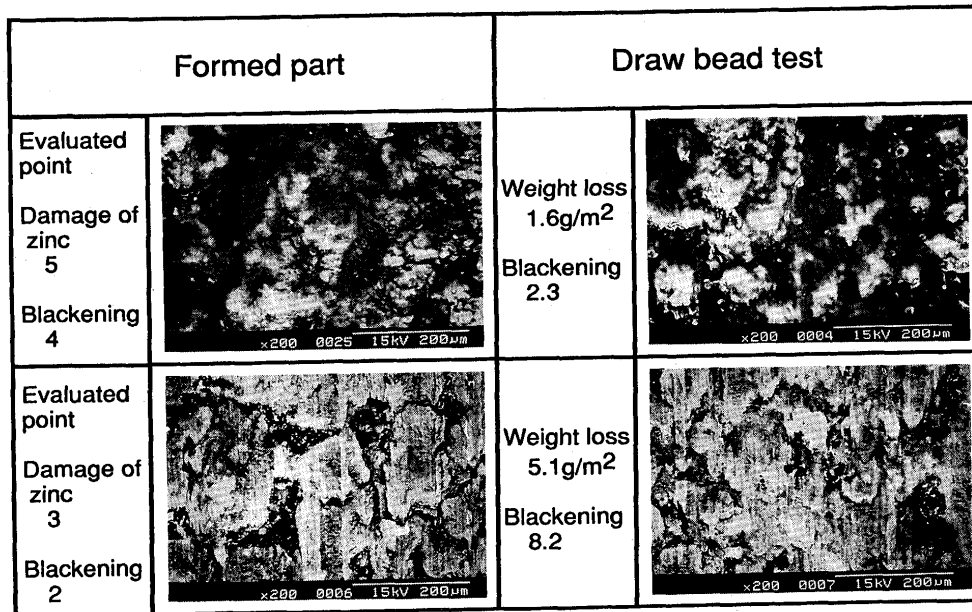 Formed part
Draw bead test
Evaluated
point
Damage of
zinc
5
Blackening
4
x200 0025 15kV 200µm
Weight loss
1.6g/m²
Blackening
2.3
x200 0004 15kV 200µm
Evaluated
point
Damage of
zinc
3
Blackening
2
x200 0006 15kV 200µm
Weight loss
5.1g/m²
Blackening
8.2
x200 0007 15kV 200µm